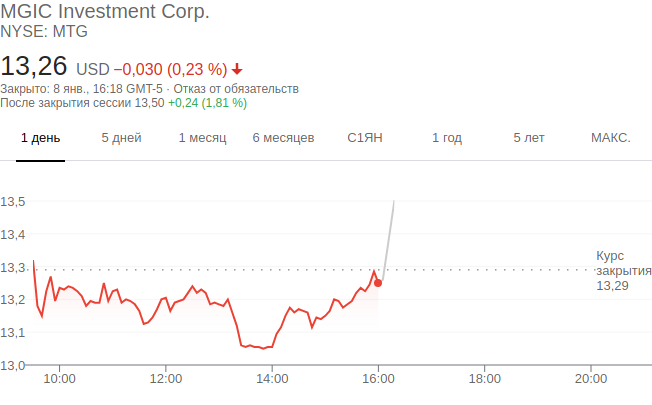 MGIC Investment Corp.
NYSE: MTG
13,26 USD −0,030 (0,23 %)
Закрыто: 8 янв., 16:18 GMT-5 · Отказ от обязательств
После закрытия сессии 13,50 +0,24 (1,81 %)
1 день 5 дней 1 месяц 6 месяцев С1ЯН 1 год 5 лет МАКС.
13,5
13,4
13,3
13,2
13,1
13,0
Курс
закрытия
13,29
10:00 12:00 14:00 16:00 18:00 20:00